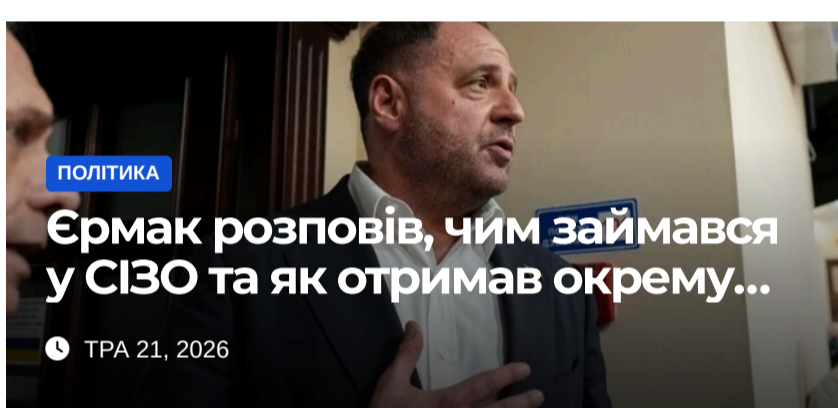 ПОЛІТИКА
Єрмак розповів, чим займався
у СІЗО та як отримав окрему...
ТРА 21, 2026